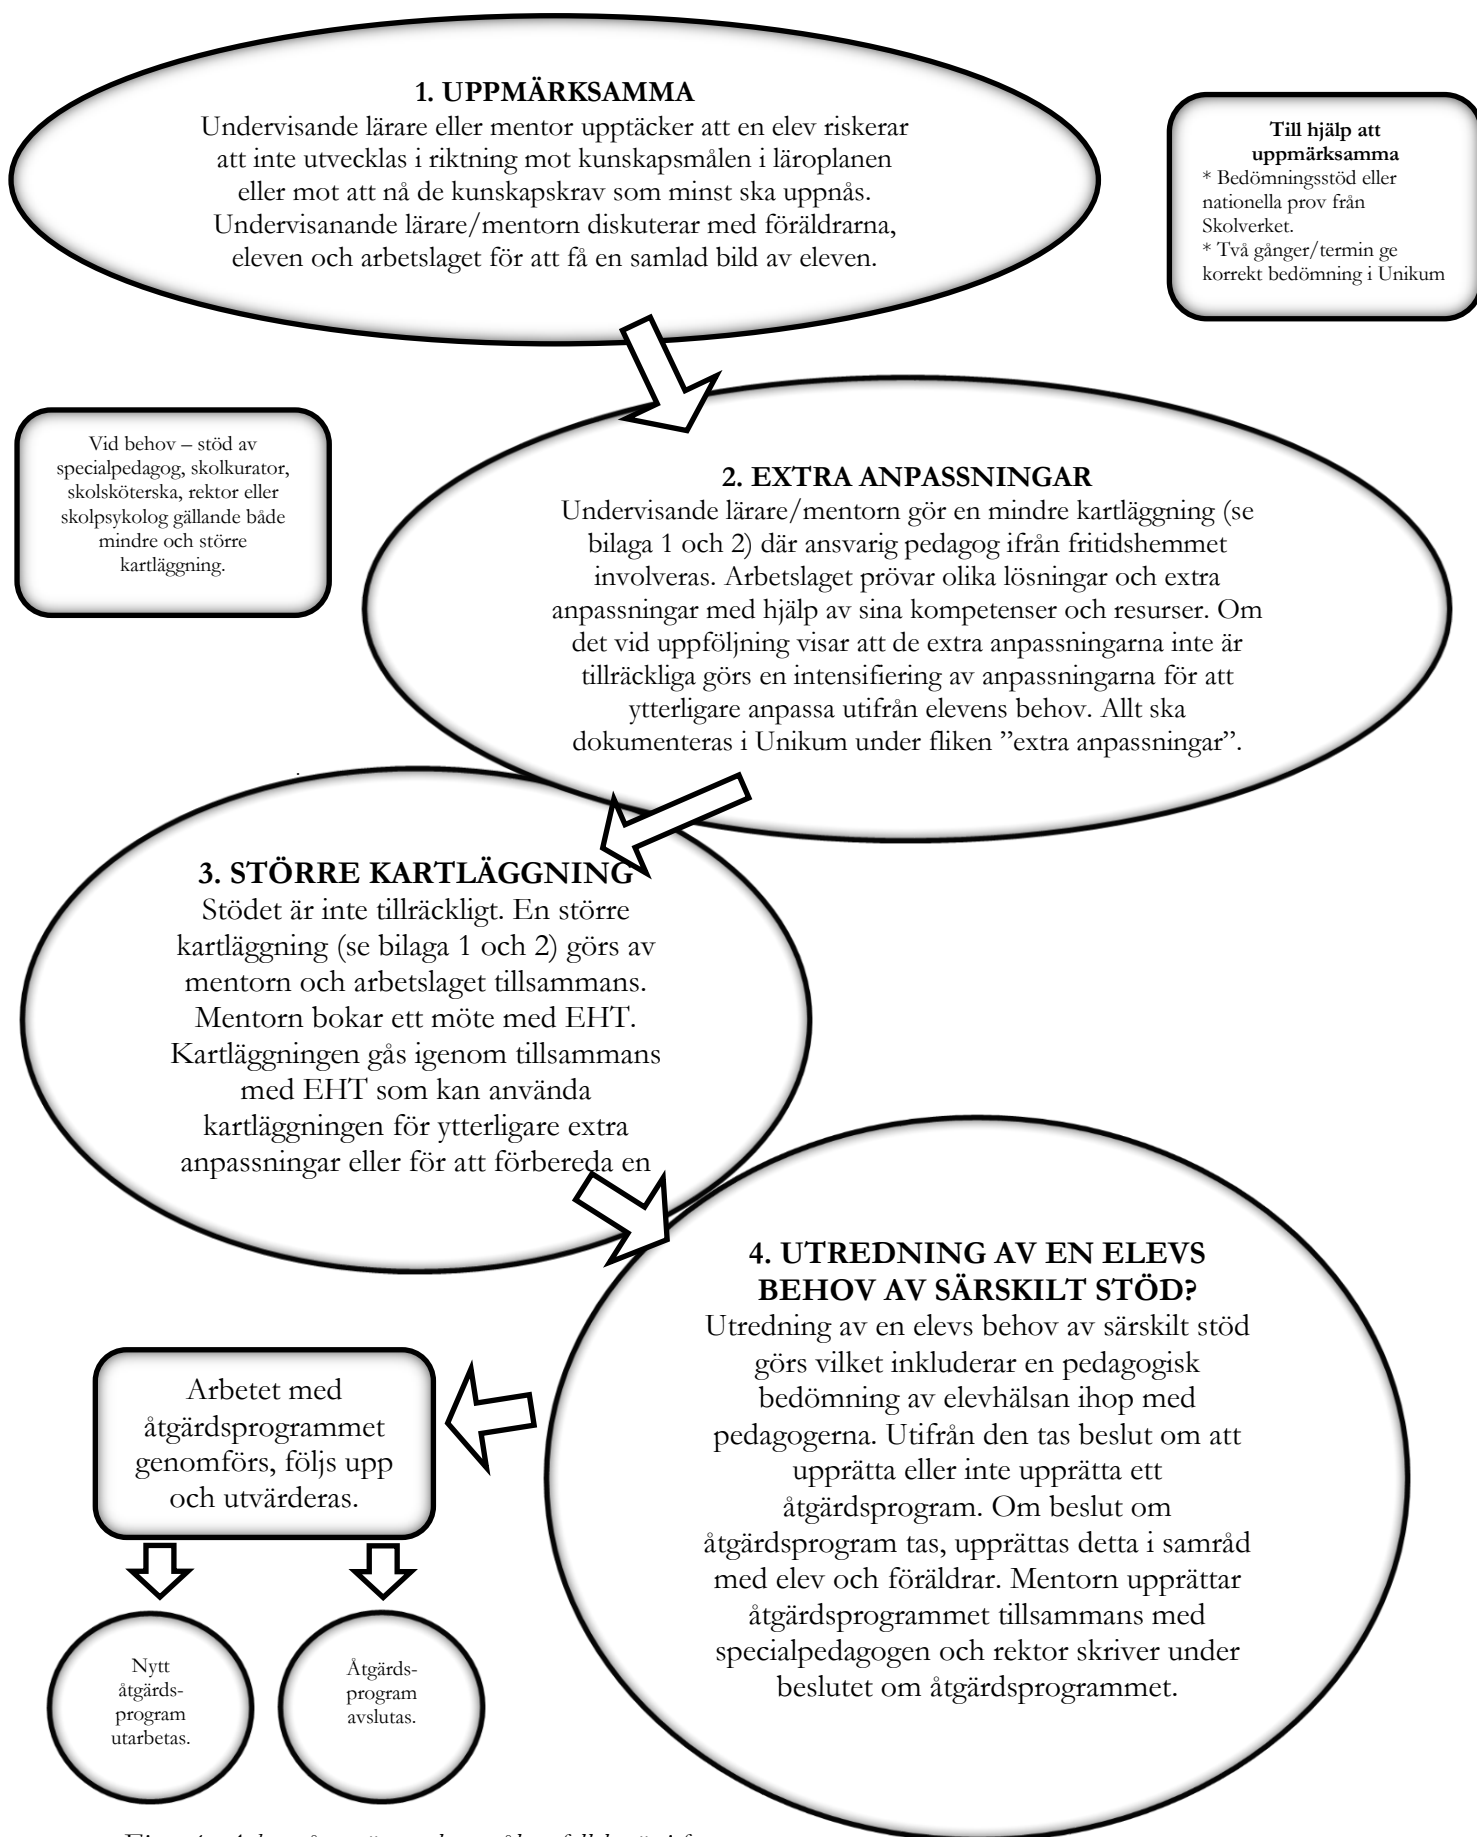 1. UPPMÄRKSAMMA
Undervisande lärare eller mentor upptäcker att en elev riskerar
att inte utvecklas i riktning mot kunskapsmålen i läroplanen
eller mot att nå de kunskapskrav som minst ska uppnås.
Undervisanande lärare/mentorn diskuterar med föräldrarna,
eleven och arbetslaget för att få en samlad bild av eleven.
Till hjälp att
uppmärksamma
* Bedömningsstöd eller
nationella prov från
Skolverket.
* Två gånger/termin ge
korrekt bedömning i Unikum
Vid behov – stöd av
specialpedagog, skolkurator,
skolsköterska, rektor eller
skolpsykolog gällande både
mindre och större
kartläggning.
2. EXTRA ANPASSNINGAR
Undervisande lärare/mentorn gör en mindre kartläggning (se
bilaga 1 och 2) där ansvarig pedagog ifrån fritidshemmet
involveras. Arbetslaget prövar olika lösningar och extra
anpassningar med hjälp av sina kompetenser och resurser. Om
det vid uppföljning visar att de extra anpassningarna inte är
tillräckliga görs en intensifiering av anpassningarna för att
ytterligare anpassa utifrån elevens behov. Allt ska
dokumenteras i Unikum under fliken ”extra anpassningar”.
3. STÖRRE KARTLÄGGNING
Stödet är inte tillräckligt. En större
kartläggning (se bilaga 1 och 2) görs av
mentorn och arbetslaget tillsammans.
Mentorn bokar ett möte med EHT.
Kartläggningen gås igenom tillsammans
med EHT som kan använda
kartläggningen för ytterligare extra
anpassningar eller för att förbereda en
4. UTREDNING AV EN ELEVS
BEHOV AV SÄRSKILT STÖD?
Utredning av en elevs behov av särskilt stöd
görs vilket inkluderar en pedagogisk
bedömning av elevhälsan ihop med
pedagogerna. Utifrån den tas beslut om att
upprätta eller inte upprätta ett
åtgärdsprogram. Om beslut om
åtgärdsprogram tas, upprättas detta i samråd
med elev och föräldrar. Mentorn upprättar
åtgärdsprogrammet tillsammans med
specialpedagogen och rektor skriver under
beslutet om åtgärdsprogrammet.
Arbetet med
åtgärdsprogrammet
genomförs, följs upp
och utvärderas.
Nytt
åtgärds-
program
utarbetas.
Åtgärds-
program
avslutas.